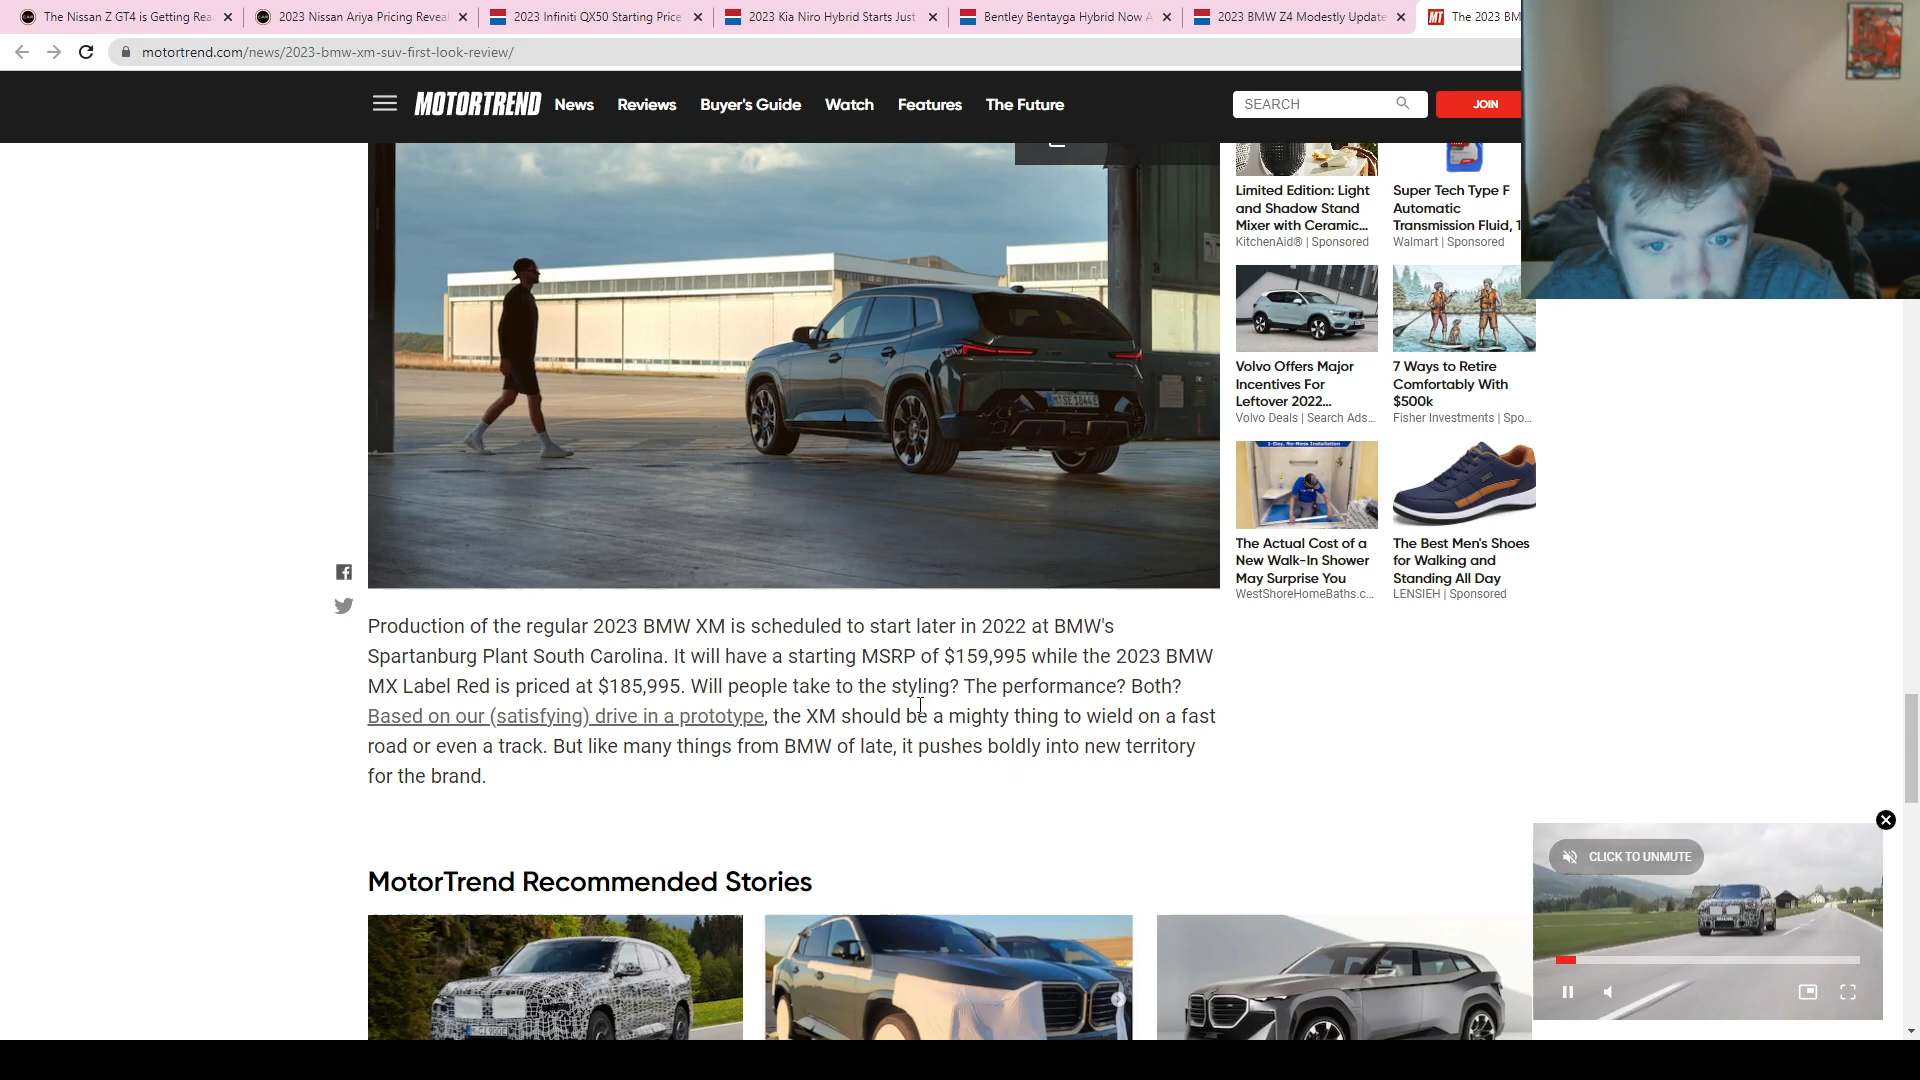 The Nissan Z GT4 is Getting Rea
2023 Nissan Ariya Pricing Reveal
2023 Infiniti QX50 Starting Price
2023 Kia Niro Hybrid Starts Just
Bentley Bentayga Hybrid Now A
2023 BMW Z4 Modestly Update
The 2023 BM
motortrend.com/news/2023-bmw-xm-suv-first-look-review/
MOTORTREND
News
Reviews
Buyer's Guide
Watch
Features
The Future
SEARCH
JOIN
Limited Edition: Light
and Shadow Stand
Mixer with Ceramic...
KitchenAid® | Sponsored
Super Tech Type F
Automatic
Transmission Fluid, 1
Walmart | Sponsored
Volvo Offers Major
Incentives For
Leftover 2022...
Volvo Deals | Search Ads...
7 Ways to Retire
Comfortably With
$500k
Fisher Investments | Spo...
1-Day, No-Mess Installation
The Actual Cost of a
New Walk-In Shower
May Surprise You
WestShoreHomeBaths.c...
The Best Men's Shoes
for Walking and
Standing All Day
LENSIEH | Sponsored
Production of the regular 2023 BMW XM is scheduled to start later in 2022 at BMW's
Spartanburg Plant South Carolina. It will have a starting MSRP of $159,995 while the 2023 BMW
MX Label Red is priced at $185,995. Will people take to the styling? The performance? Both?
Based on our (satisfying) drive in a prototype, the XM should be a mighty thing to wield on a fast
road or even a track. But like many things from BMW of late, it pushes boldly into new territory
for the brand.
CLICK TO UNMUTE
MotorTrend Recommended Stories